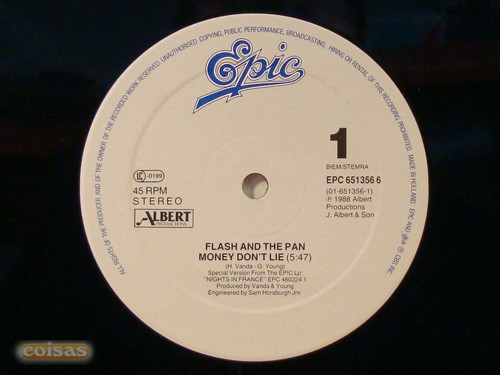 ALL RIGHTS OF THE PRODUCER AND OF THE OWNER OF THE RECORDED WORK RESERVED. UNAUTHORISED COPYING, PUBLIC PERFORMANCE, BROADCASTING, HIRING OR RENTAL OF THIS RECORDING PROHIBITED. MADE IN HOLLAND. EPIC AND
CBS INC.
Epic
1
BIEM/STEMRA
LC-0199
45 RPM
STEREO
ALBERT
PRODUCTIONS
EPC 651356 6
(01-651356-1)
℗ 1988 Albert
Productions
J. Albert & Son
FLASH AND THE PAN
MONEY DON'T LIE (5:47)
(H. Vanda - G. Young)
Special Version From The EPIC Lp:
"NIGHTS IN FRANCE" EPC 460224 1
Produced by Vanda & Young
Engineered by Sam Horsburgh Jnr
coisas